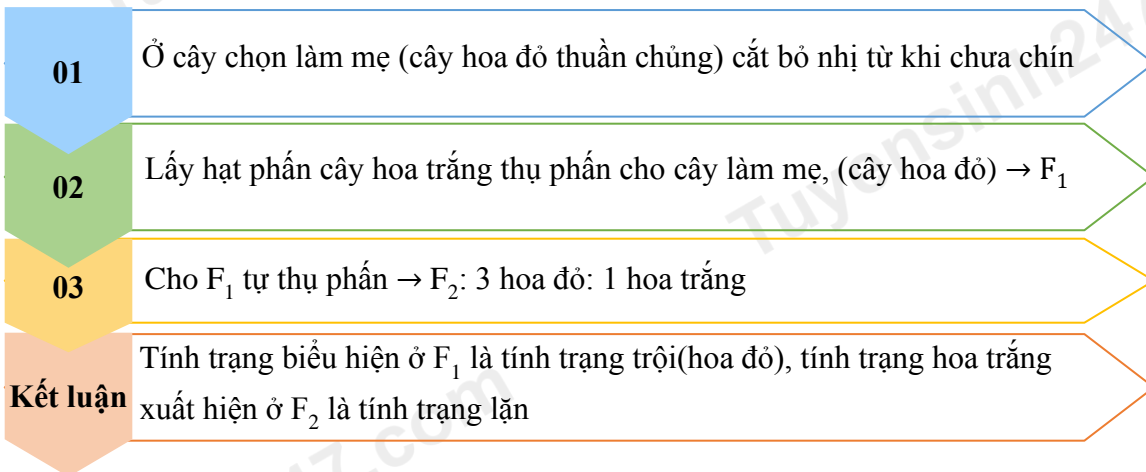 01
Ở cây chọn làm mẹ (cây hoa đỏ thuần chủng) cắt bỏ nhị từ khi chưa chín
02
Lấy hạt phấn cây hoa trắng thụ phấn cho cây làm mẹ, (cây hoa đỏ) → F₁
03
Cho F₁ tự thụ phấn → F₂: 3 hoa đỏ: 1 hoa trắng
Kết luận
Tính trạng biểu hiện ở F₁ là tính trạng trội(hoa đỏ), tính trạng hoa trắng
xuất hiện ở F₂ là tính trạng lặn
Tuyensinh247
47.com